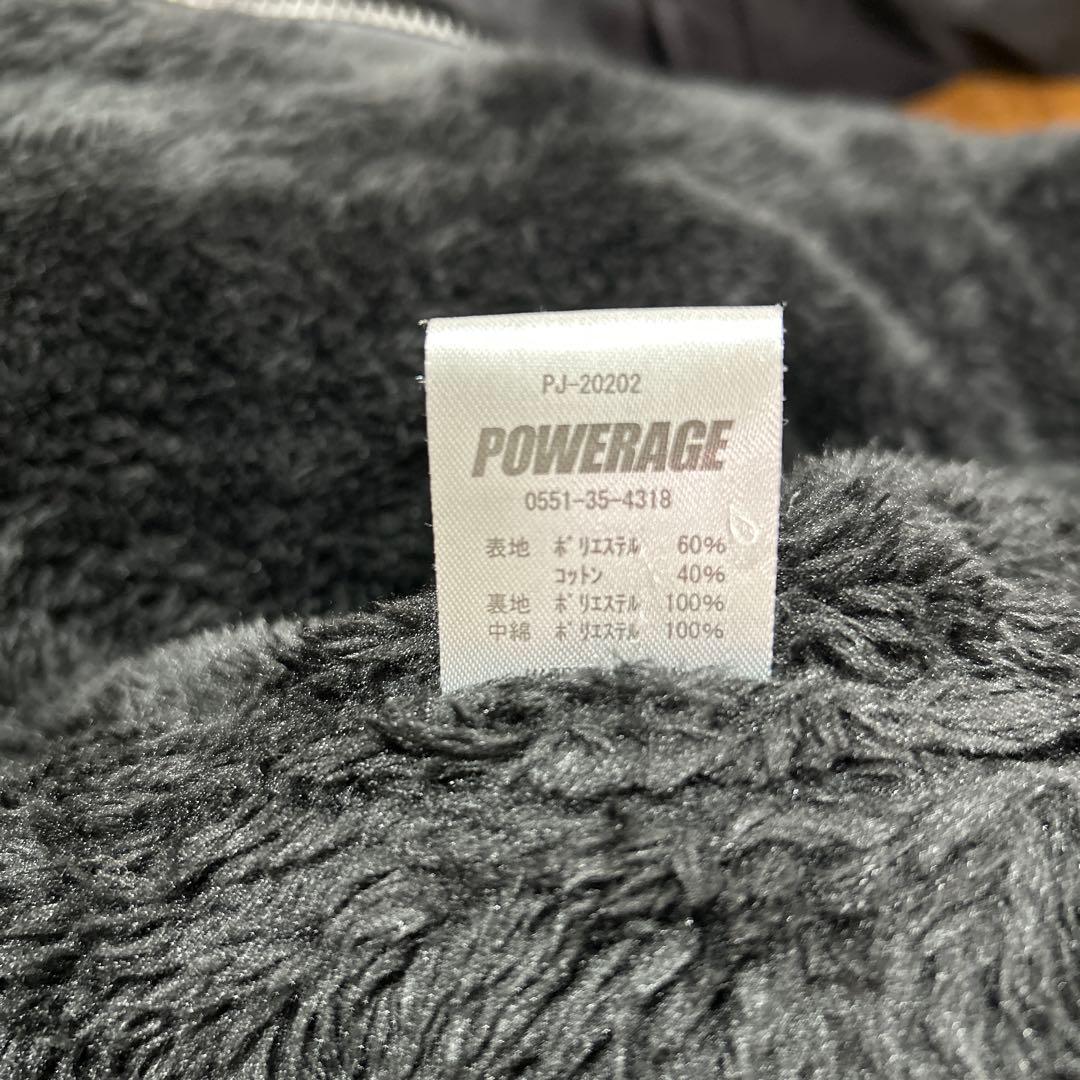 PJ-20202
POWERAGE
0551-35-4318
表地 ポリエステル 60%
コットン 40%
裏地 ポリエステル 100%
中綿 ポリエステル 100%